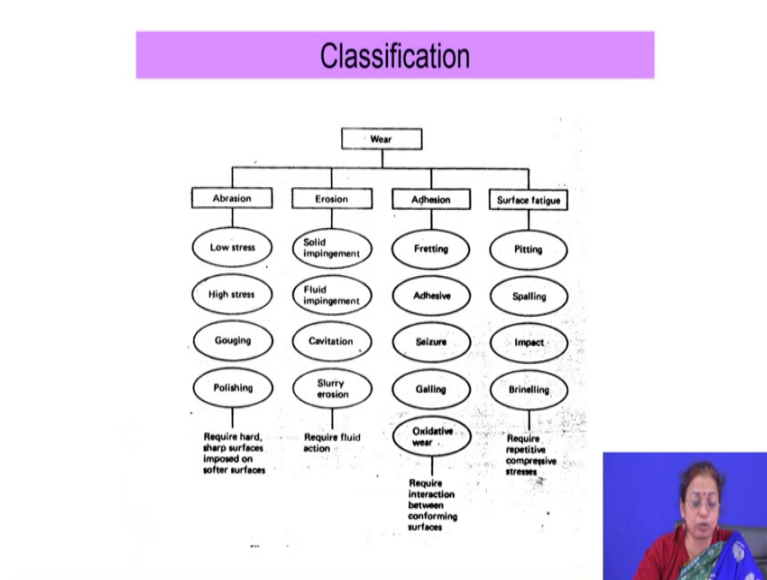 Classification
Wear
Abrasion
Erosion
Adhesion
Surface fatigue
Low stress
Solid
impingement
Fretting
Pitting
High stress
Fluid
impingement
Adhesive
Spalling
Gouging
Cavitation
Seizure
Impact
Polishing
Slurry
erosion
Galling
Brinelling
Oxidative
wear
Require hard,
sharp surfaces
imposed on
softer surfaces
Require fluid
action
Require
interaction
between
conforming
surfaces
Require
repetitive
compressive
stresses